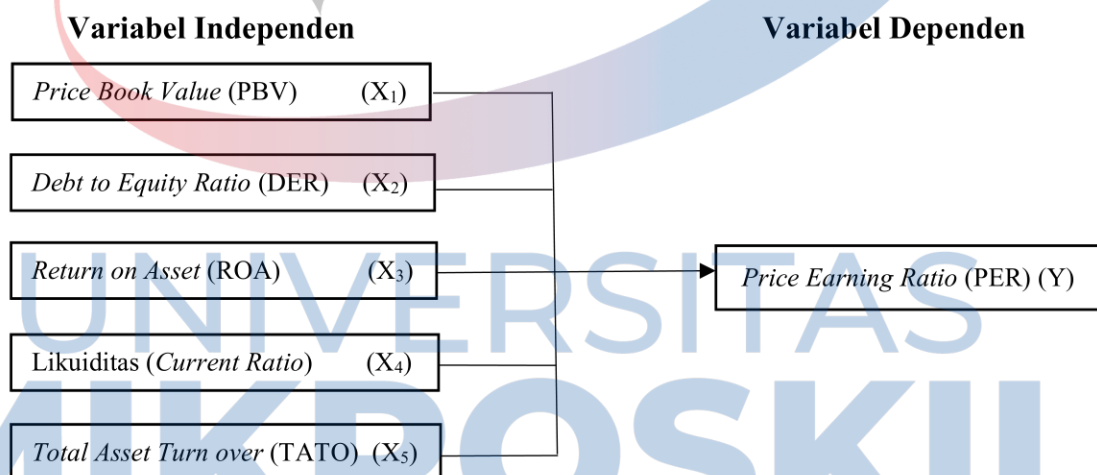 Variabel Independen
Variabel Dependen
Price Book Value (PBV) (X₁)
Debt to Equity Ratio (DER) (X₂)
Return on Asset (ROA) (X₃)
Price Earning Ratio (PER) (Y)
Likuiditas (Current Ratio) (X₄)
Total Asset Turn over (TATO) (X₅)
UNIVERSITAS
MIKROSKIL